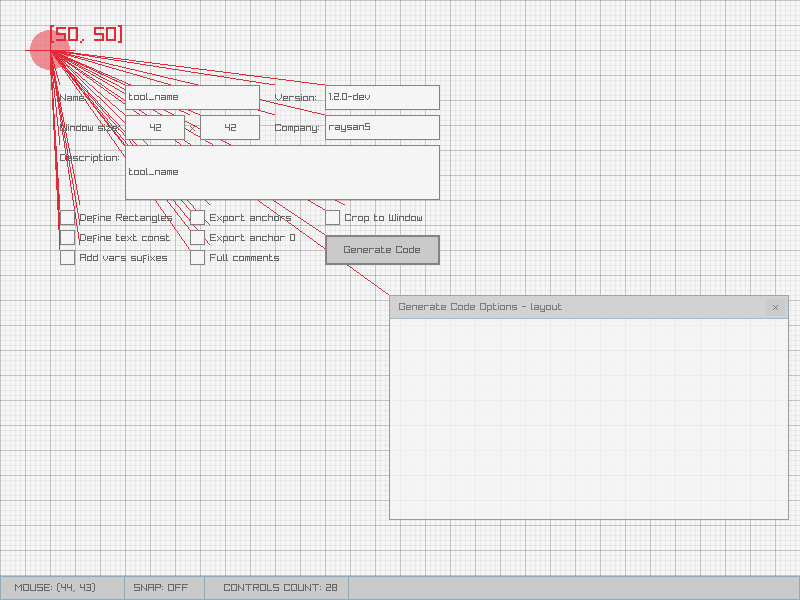 [50, 50]
Name: tool_name Version: 1.2.0-dev
Window size: 42 x 42 Company: raysan5
Description:
tool_name
Define Rectangles Export anchors Crop to Window
Define text const Export anchor 0 Generate Code
Add vars sufixes Full comments
Generate Code Options - layout
MOUSE: (44, 43) SNAP: OFF CONTROLS COUNT: 28